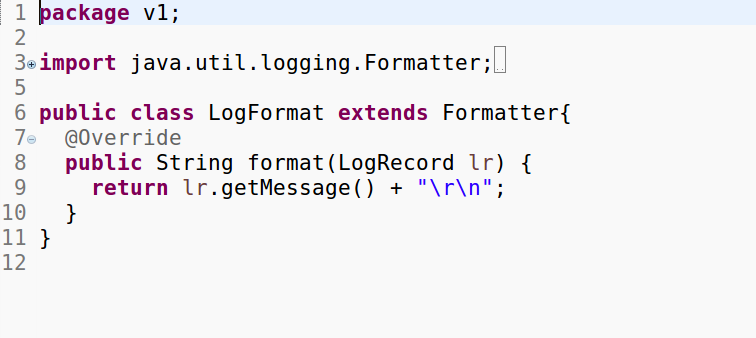 1 package v1;
2
3 import java.util.logging.Formatter;
5
6 public class LogFormat extends Formatter{
7   @Override
8   public String format(LogRecord lr) {
9     return lr.getMessage() + "\r\n";
10   }
11 }
12